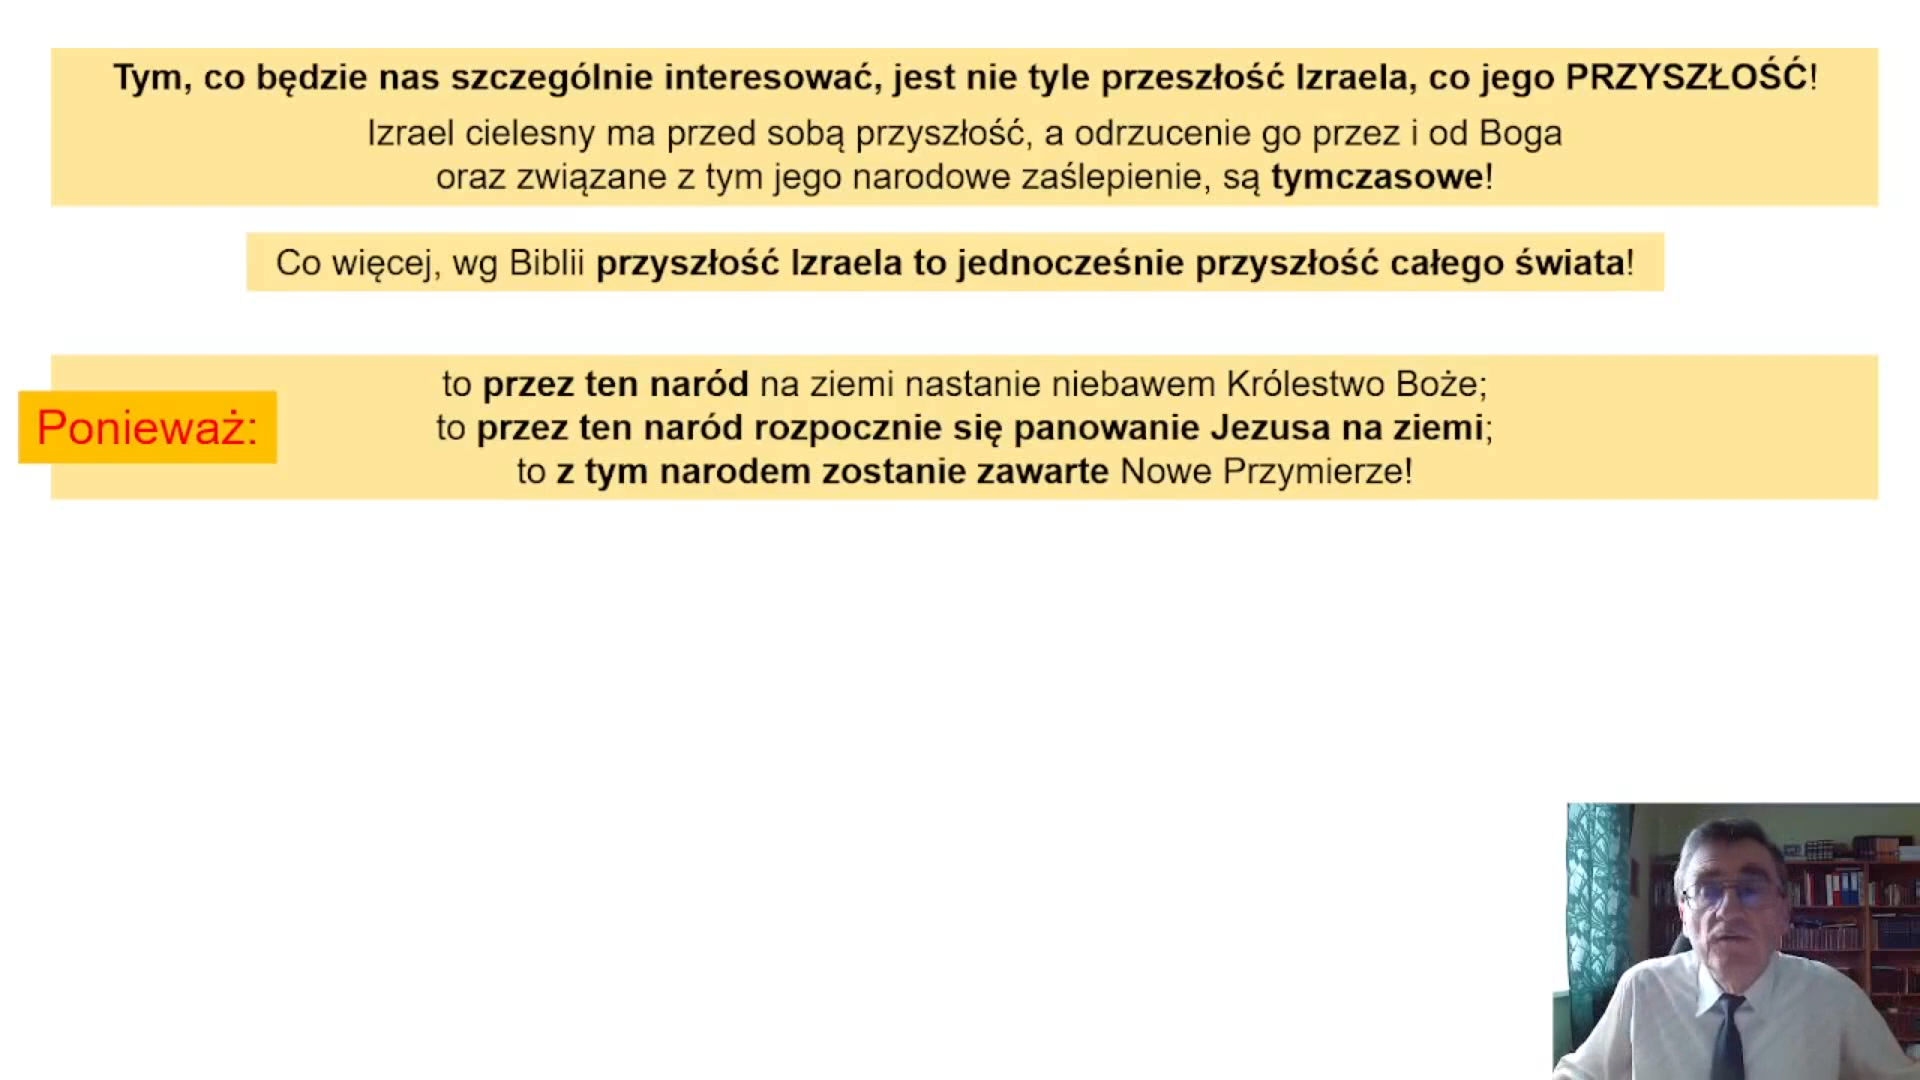 Tym, co będzie nas szczególnie interesować, jest nie tyle przeszłość Izraela, co jego PRZYSZŁOŚĆ!
Izrael cielesny ma przed sobą przyszłość, a odrzucenie go przez i od Boga
oraz związane z tym jego narodowe zaślepienie, są tymczasowe!
Co więcej, wg Biblii przyszłość Izraela to jednocześnie przyszłość całego świata!
Ponieważ:
to przez ten naród na ziemi nastanie niebawem Królestwo Boże;
to przez ten naród rozpocznie się panowanie Jezusa na ziemi;
to z tym narodem zostanie zawarte Nowe Przymierze!